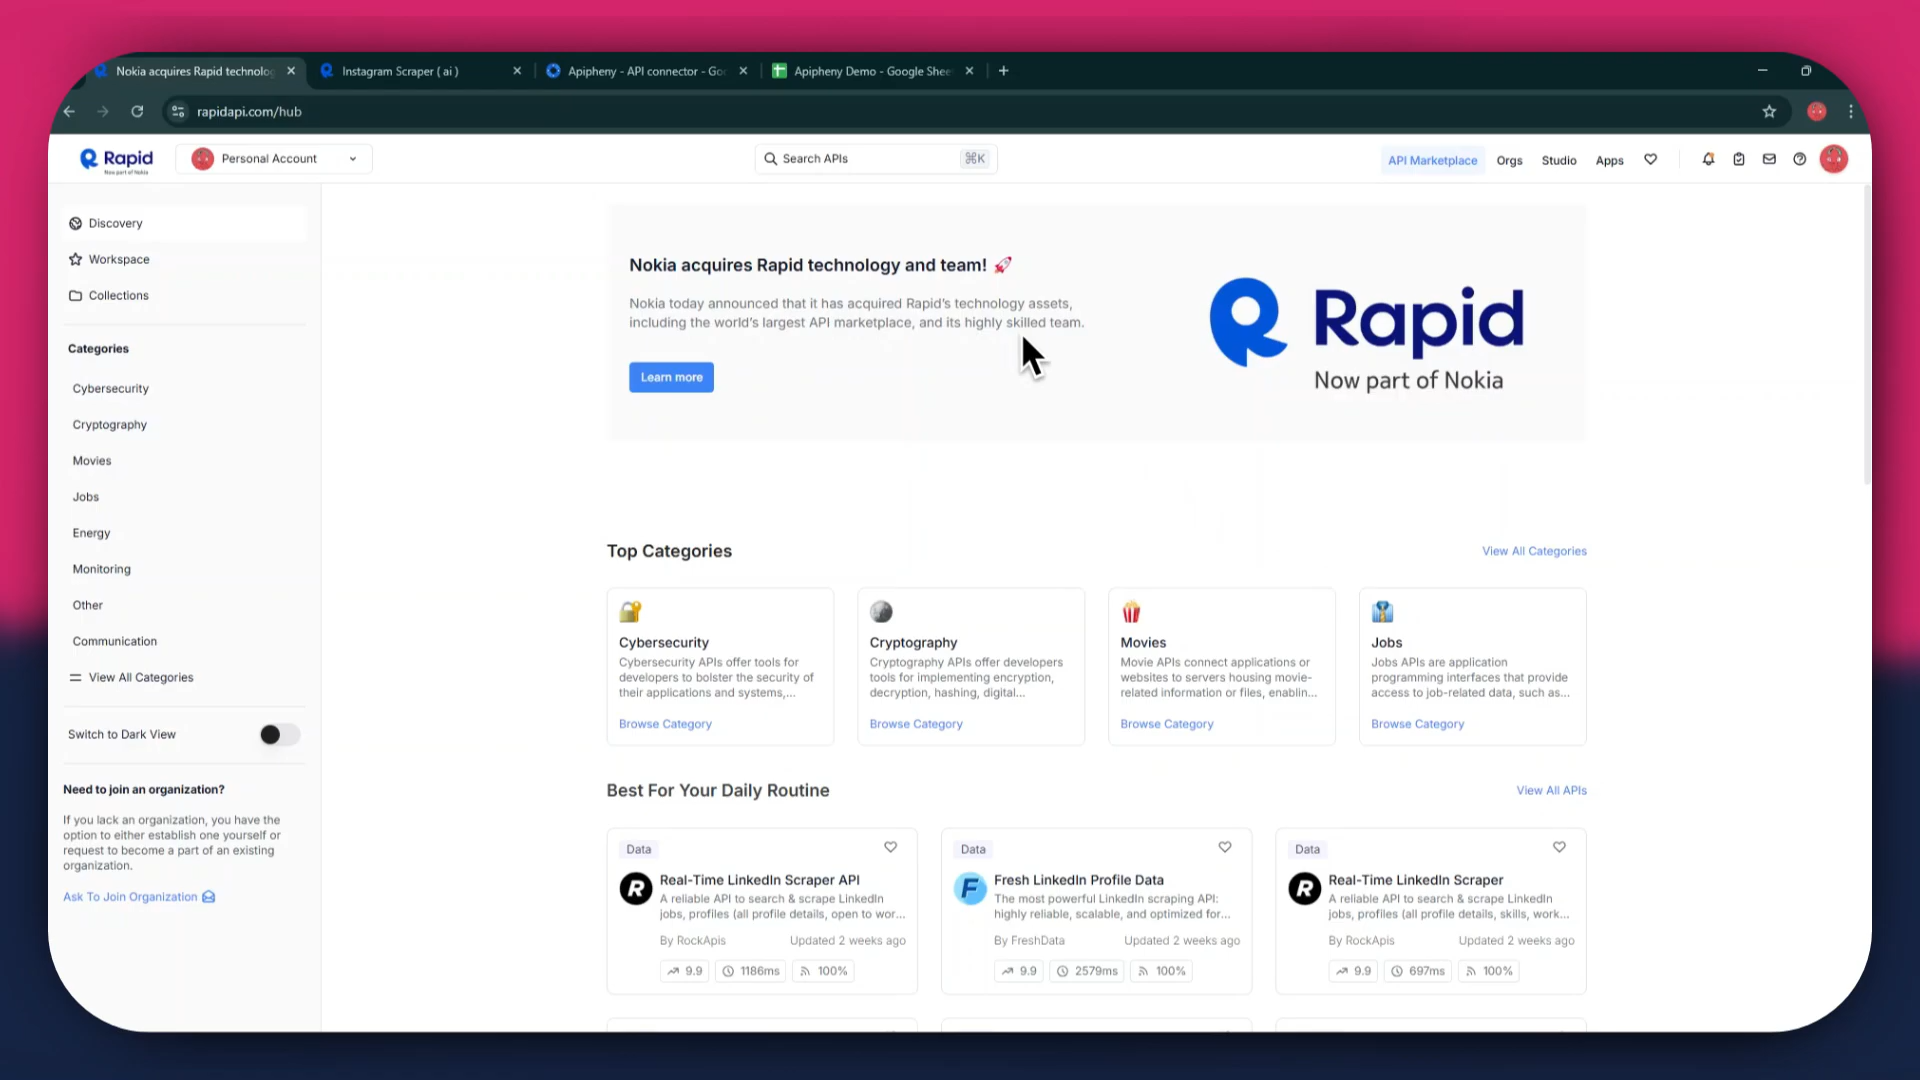 Nokia acquires Rapid technolog
Instagram Scraper ( ai )
Apipheny - API connector - Goo
Apipheny Demo - Google Shee
rapidapi.com/hub
Rapid
Now part of Nokia
Personal Account
Search APIs
⌘K
API Marketplace
Orgs
Studio
Apps
Discovery
Workspace
Collections
Categories
Cybersecurity
Cryptography
Movies
Jobs
Energy
Monitoring
Other
Communication
View All Categories
Switch to Dark View
Need to join an organization?
If you lack an organization, you have the
option to either establish one yourself or
request to become a part of an existing
organization.
Ask To Join Organization
Nokia acquires Rapid technology and team! 🚀
Nokia today announced that it has acquired Rapid's technology assets,
including the world's largest API marketplace, and its highly skilled team.
Learn more
Rapid
Now part of Nokia
Top Categories
View All Categories
Cybersecurity
Cybersecurity APIs offer tools for
developers to bolster the security of
their applications and systems,...
Browse Category
Cryptography
Cryptography APIs offer developers
tools for implementing encryption,
decryption, hashing, digital...
Browse Category
Movies
Movie APIs connect applications or
websites to servers housing movie-
related information or files, enablin...
Browse Category
Jobs
Jobs APIs are application
programming interfaces that provide
access to job-related data, such as...
Browse Category
Best For Your Daily Routine
View All APIs
Data
Real-Time LinkedIn Scraper API
A reliable API to search & scrape LinkedIn
jobs, profiles (all profile details, open to wor...
By RockApis
Updated 2 weeks ago
9.9
1186ms
100%
Data
Fresh LinkedIn Profile Data
The most powerful LinkedIn scraping API:
highly reliable, scalable, and optimized for...
By FreshData
Updated 2 weeks ago
9.9
2579ms
100%
Data
Real-Time LinkedIn Scraper
A reliable API to search & scrape LinkedIn
jobs, profiles (all profile details, skills, work...
By RockApis
Updated 2 weeks ago
9.9
697ms
100%